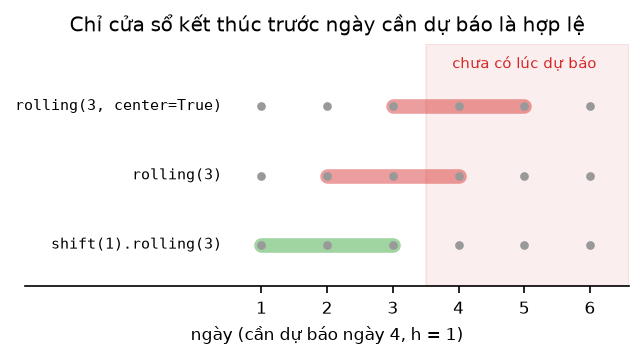 Chỉ cửa sổ kết thúc trước ngày cần dự báo là hợp lệ
chưa có lúc dự báo
rolling(3, center=True)
rolling(3)
shift(1).rolling(3)
1 2 3 4 5 6
ngày (cần dự báo ngày 4, h = 1)